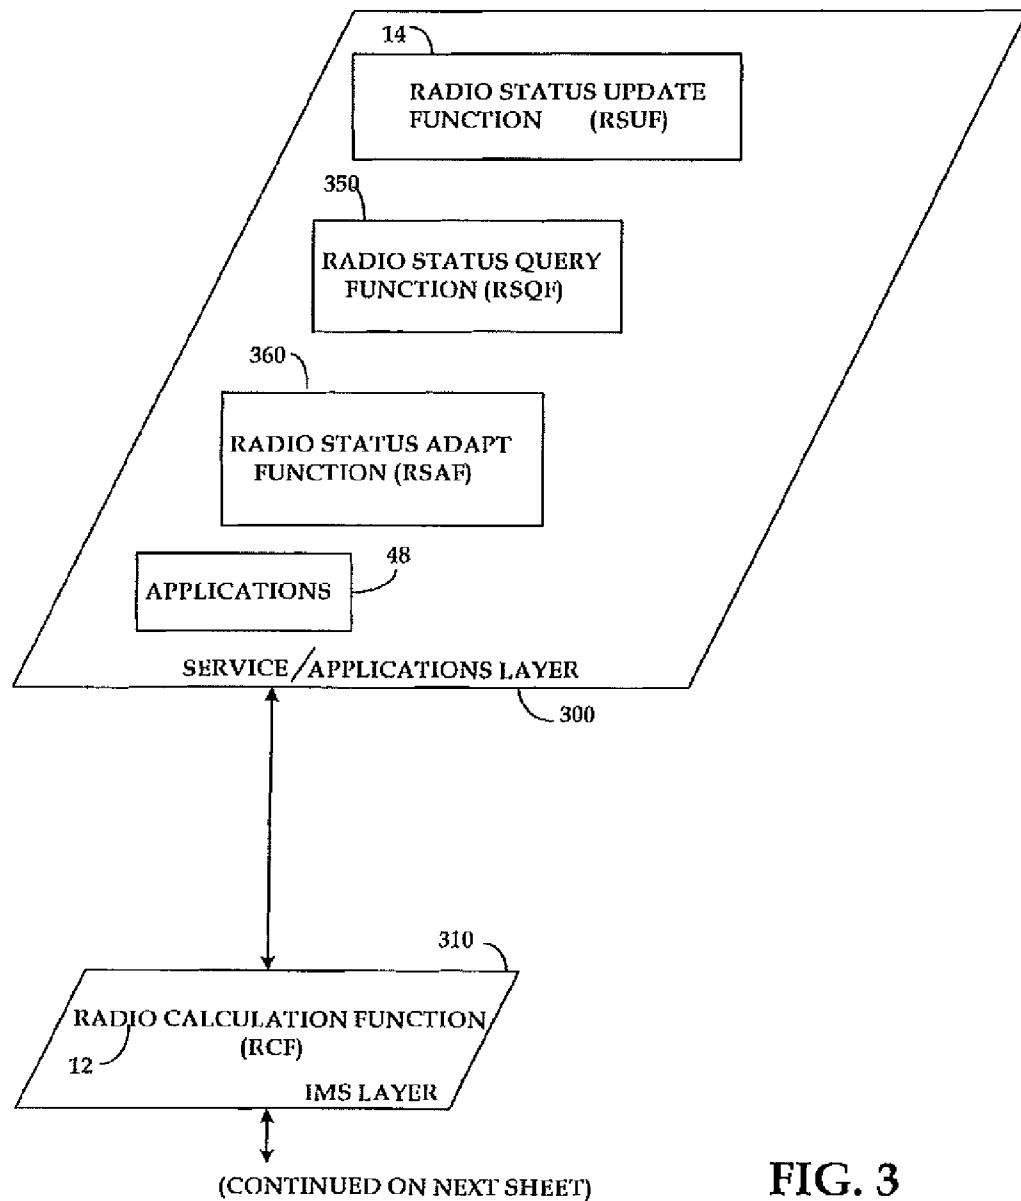 14
RADIO STATUS UPDATE
FUNCTION (RSUF)
350
RADIO STATUS QUERY
FUNCTION (RSQF)
360
RADIO STATUS ADAPT
FUNCTION (RSAF)
48
APPLICATIONS
SERVICE/APPLICATIONS LAYER
300
310
RADIO CALCULATION FUNCTION
(RCF)
12
IMS LAYER
(CONTINUED ON NEXT SHEET)
FIG. 3